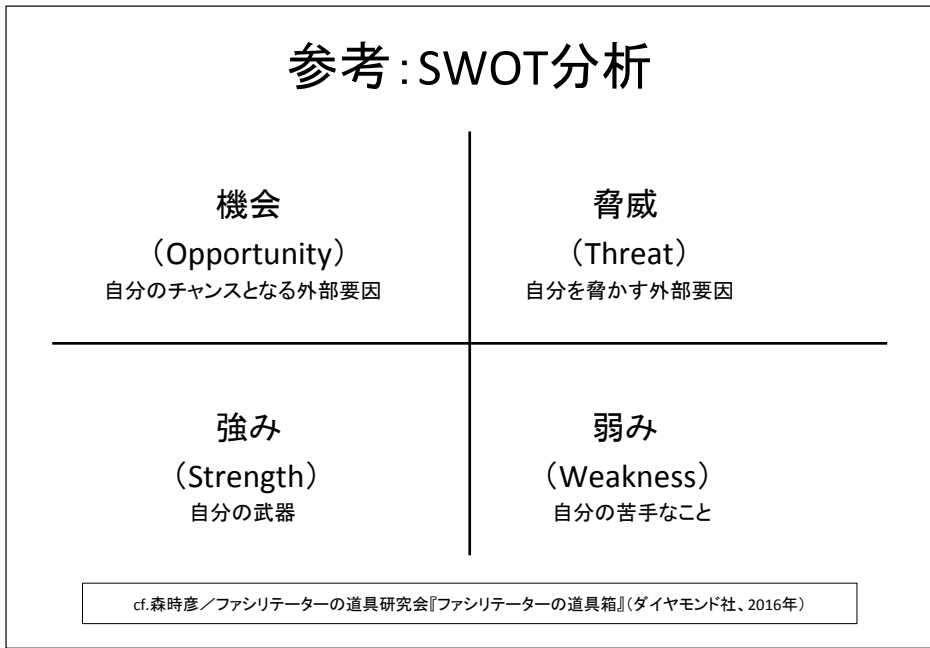 参考:SWOT分析
機会
（Opportunity）
自分のチャンスとなる外部要因
脅威
（Threat）
自分を脅かす外部要因
強み
（Strength）
自分の武器
弱み
（Weakness）
自分の苦手なこと
cf.森時彦／ファシリテーターの道具研究会『ファシリテーターの道具箱』（ダイヤモンド社、2016年）